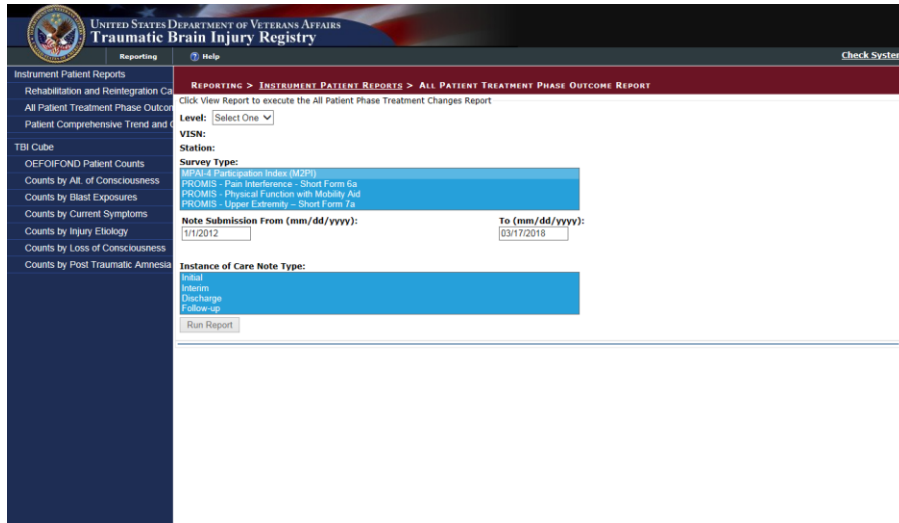 UNITED STATES DEPARTMENT OF VETERANS AFFAIRS
Traumatic Brain Injury Registry
Reporting
Help
Check System
Instrument Patient Reports
Rehabilitation and Reintegration Ca
All Patient Treatment Phase Outcom
Patient Comprehensive Trend and
TBI Cube
OEFOIFOND Patient Counts
Counts by Alt. of Consciousness
Counts by Blast Exposures
Counts by Current Symptoms
Counts by Injury Etiology
Counts by Loss of Consciousness
Counts by Post Traumatic Amnesia
REPORTING > INSTRUMENT PATIENT REPORTS > ALL PATIENT TREATMENT PHASE OUTCOME REPORT
Click View Report to execute the All Patient Phase Treatment Changes Report
Level: Select One
VISN:
Station:
Survey Type:
MPAI-4 Participation Index (M2PI)
PROMIS - Pain Interference - Short Form 6a
PROMIS - Physical Function with Mobility Aid
PROMIS - Upper Extremity – Short Form 7a
Note Submission From (mm/dd/yyyy): To (mm/dd/yyyy):
1/1/2012 03/17/2018
Instance of Care Note Type:
Initial
Interim
Discharge
Follow-up
Run Report